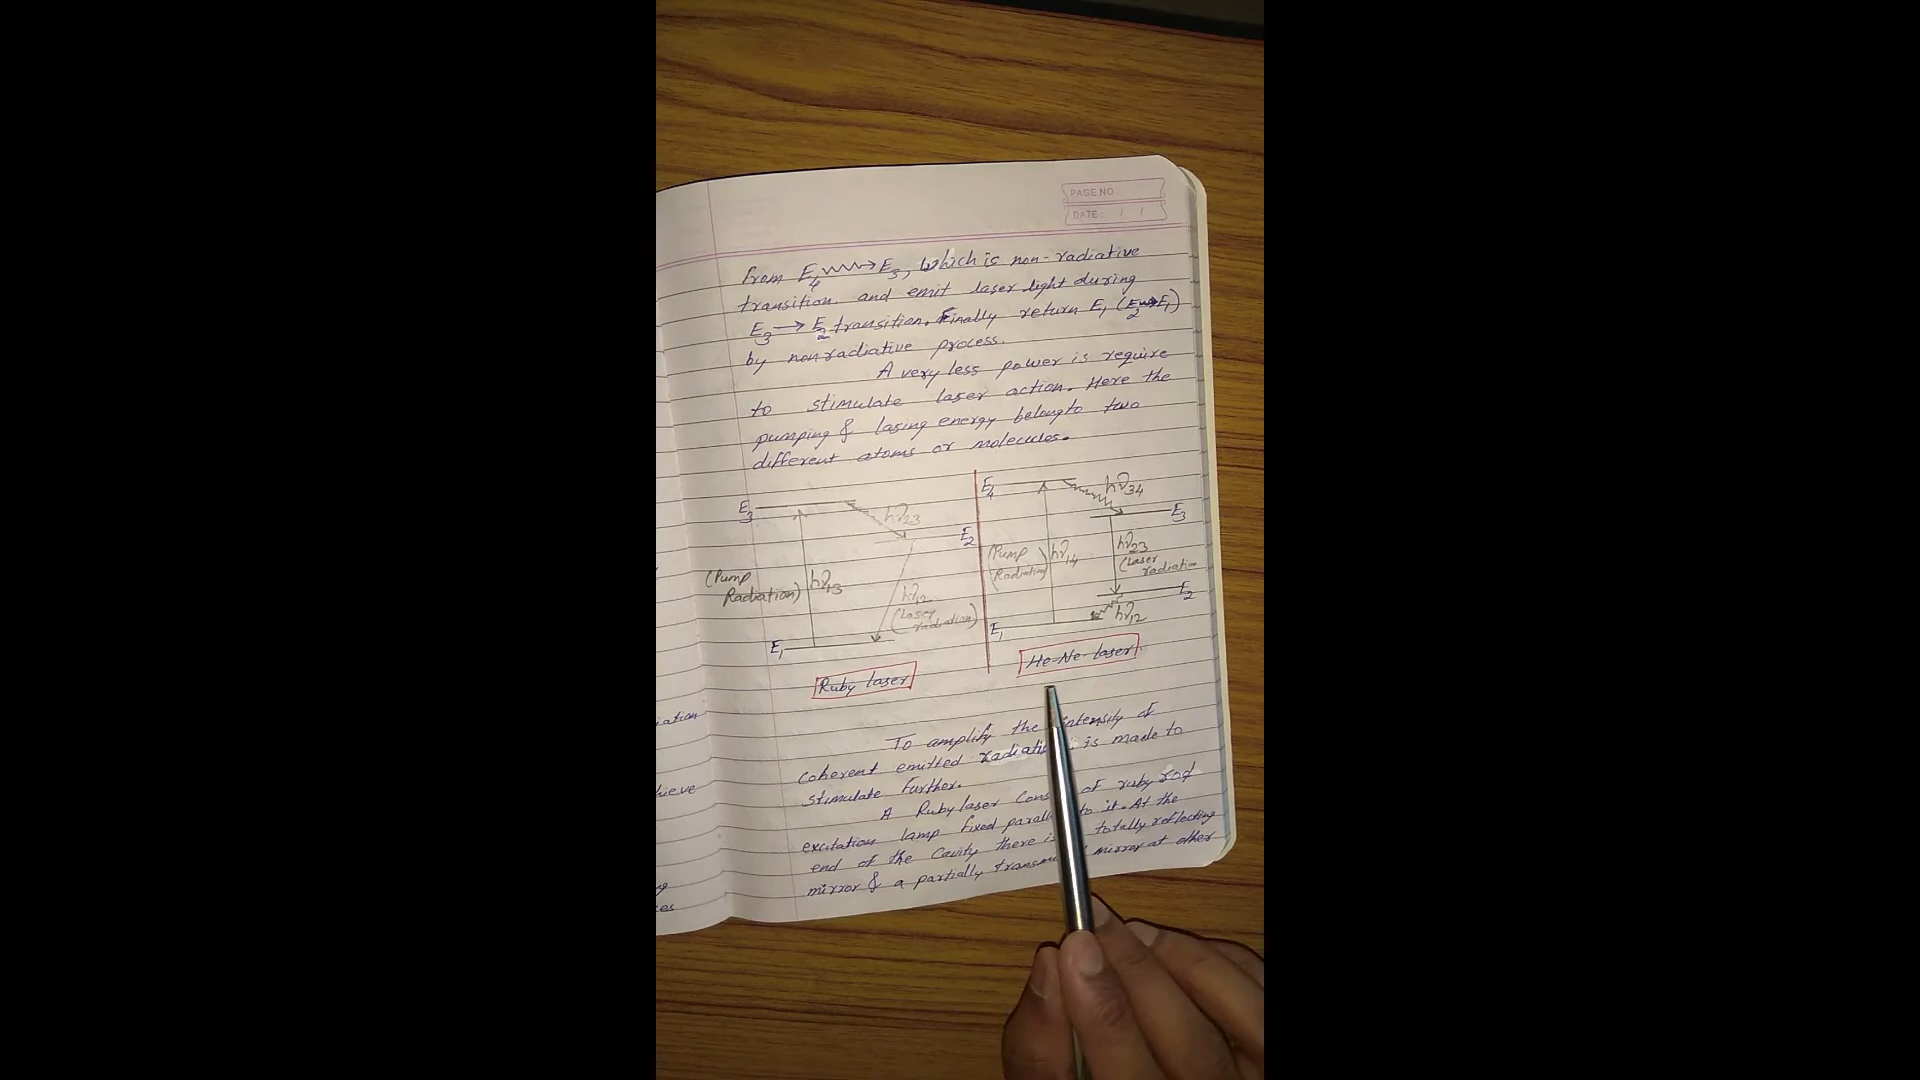 PAGE NO.
DATE: / /
From E4 → E3, which is non-radiative
transition. and emit laser light during
E3 → E2 transition. Finally return E1 (E2 → E1)
by nonradiative process.
A very less power is require
to stimulate laser action. Here the
pumping & lasing energy belong to two
different atoms or molecules.
E3
hν23
E2
(Pump
Radiation)
hν13
hν12
(Laser
radiation)
E1
Ruby laser
E4
hν34
E3
(Pump
Radiation)
hν14
hν23
(Laser
radiation
E2
hν12
E1
He-Ne laser
To amplify the intensity of
coherent emitted is made to
stimulate further.
A Ruby laser of ruby rod
excitation lamp fixed to it. At the
end of the cavity there is totally reflecting
mirror & a partially mirror at other
iation
hieve
es